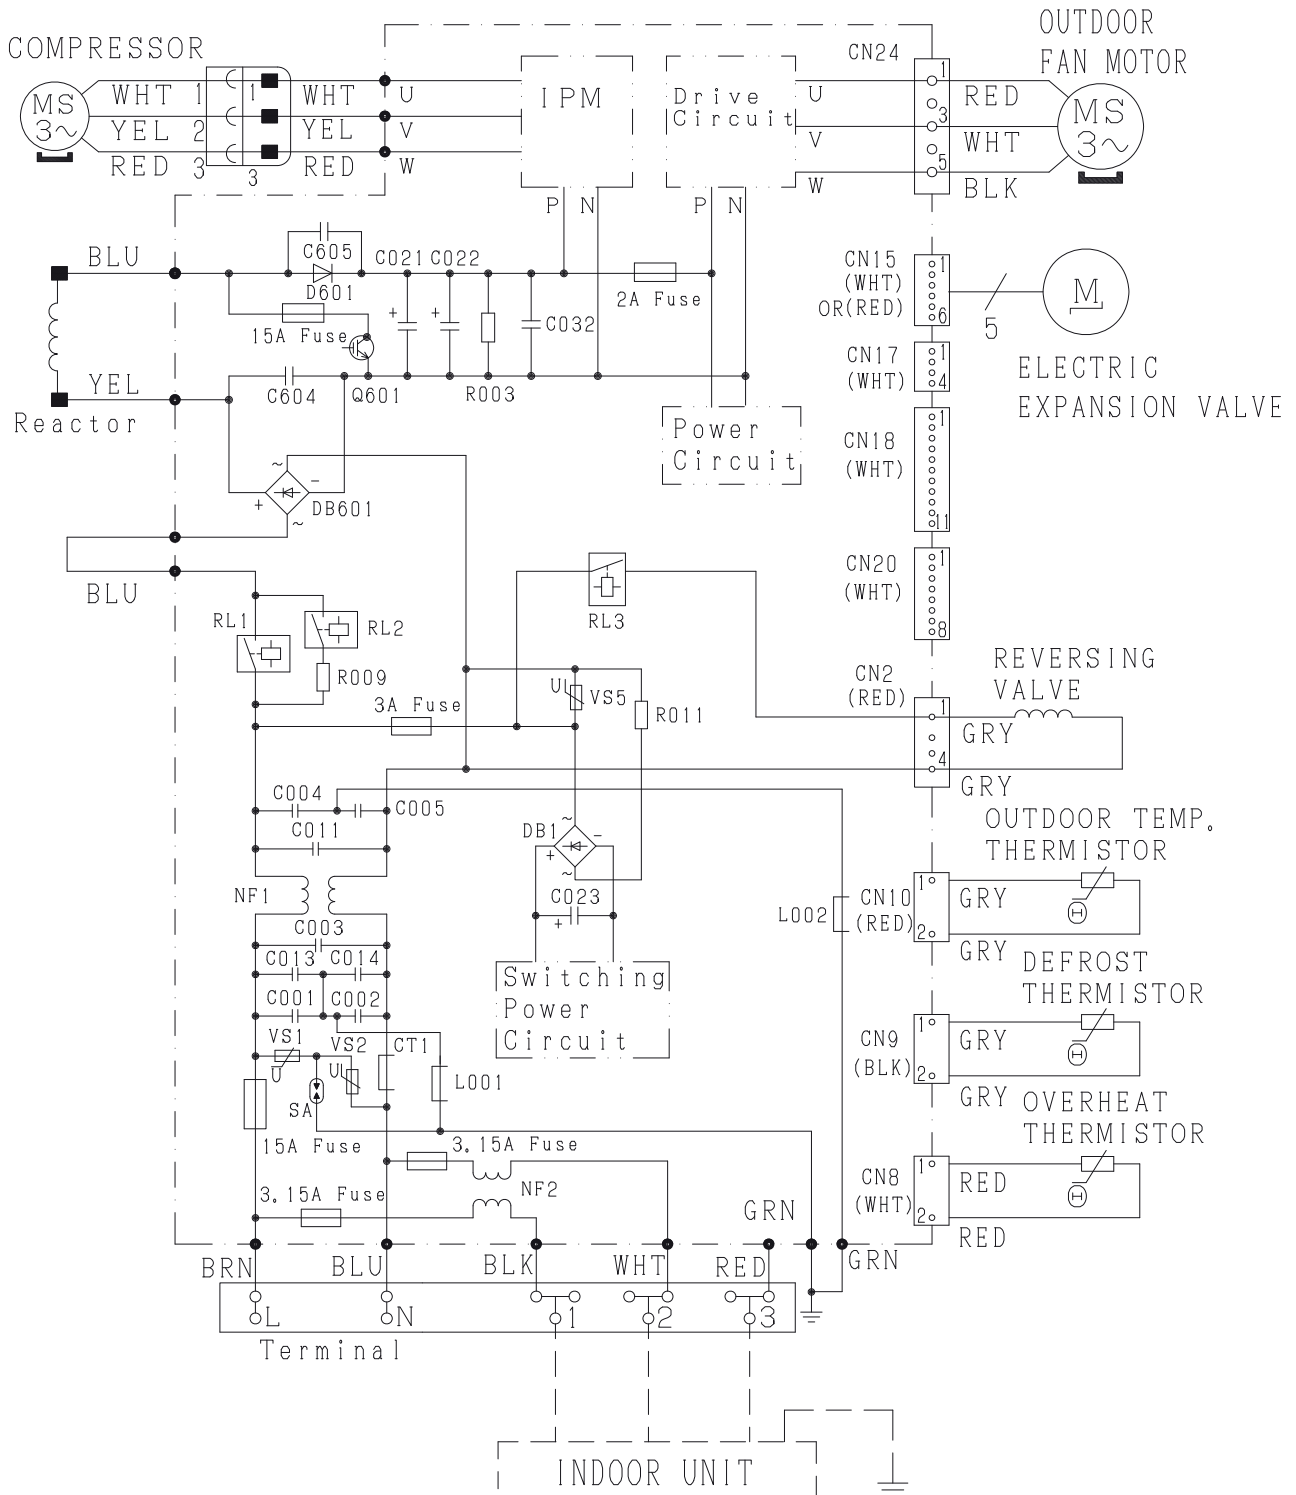 OUTDOOR
FAN MOTOR
COMPRESSOR
CN24
MS
3~
WHT 1 1 WHT U
YEL 2 YEL V
RED 3 3 RED W
IPM
Drive
Circuit
U
V
W
1
3
5
RED
WHT
BLK
MS
3~
P N
P N
BLU
C605
D601
C021 C022
15A Fuse
+
+
C032
2A Fuse
CN15
(WHT)
OR(RED)
1
6
5
M
ELECTRIC
EXPANSION VALVE
CN17
(WHT)
1
4
YEL
Reactor
C604
Q601
R003
Power
Circuit
CN18
(WHT)
1
11
~
+
-
~
DB601
BLU
CN20
(WHT)
1
8
RL1
RL2
R009
RL3
REVERSING
VALVE
CN2
(RED)
1
4
GRY
GRY
3A Fuse
U
VS5
R011
C004
C005
C011
DB1
~
-
+
~
OUTDOOR TEMP.
THERMISTOR
NF1
C023
+
L002
CN10
(RED)
1
2
GRY
GRY
C003
C013 C014
C001 C002
Switching
Power
Circuit
DEFROST
THERMISTOR
VS1
U
VS2
U
CT1
L001
SA
CN9
(BLK)
1
2
GRY
GRY
15A Fuse
3.15A Fuse
OVERHEAT
THERMISTOR
3.15A Fuse
NF2
CN8
(WHT)
1
2
RED
RED
GRN
BRN BLU BLK WHT RED GRN
L N 1 2 3
Terminal
INDOOR UNIT